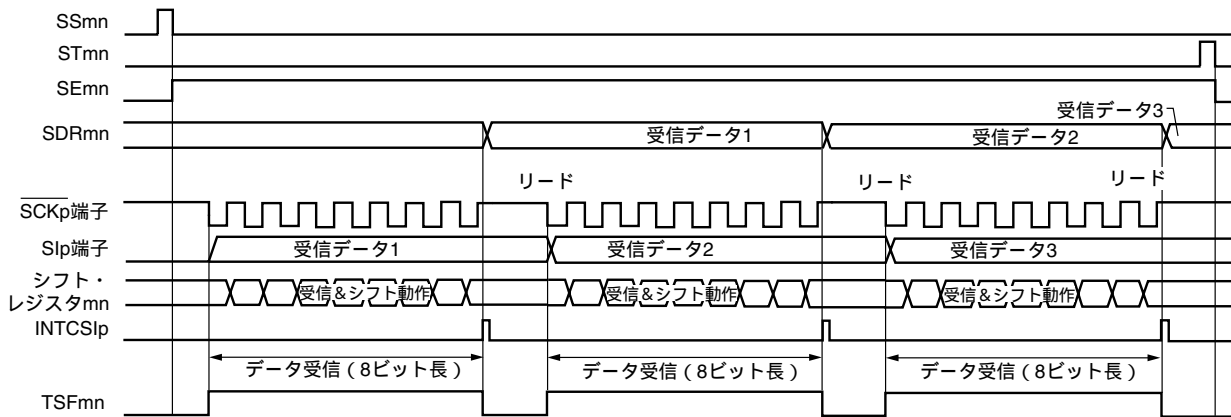 SSmn
STmn
SEmn
SDRmn
受信データ1
受信データ2
受信データ3
リード
リード
リード
SCKp端子
SIp端子
受信データ1
受信データ2
受信データ3
シフト・
レジスタmn
受信&シフト動作
受信&シフト動作
受信&シフト動作
INTCSIp
データ受信（8ビット長）
データ受信（8ビット長）
データ受信（8ビット長）
TSFmn